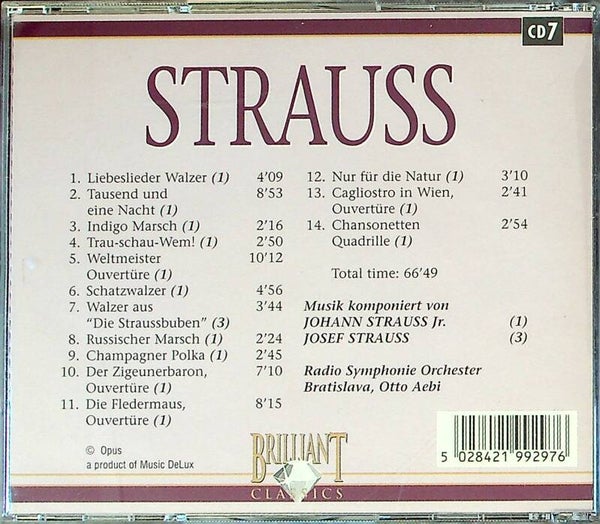 CD7
STRAUSS
1. Liebeslieder Walzer (1) 4'09
2. Tausend und 8'53
eine Nacht (1)
3. Indigo Marsch (1) 2'16
4. Trau-schau-Wem! (1) 2'50
5. Weltmeister 10'12
Ouvertüre (1)
6. Schatzwalzer (1) 4'56
7. Walzer aus 3'44
"Die Straussbuben" (3)
8. Russischer Marsch (1) 2'24
9. Champagner Polka (1) 2'45
10. Der Zigeunerbaron, 7'10
Ouvertüre (1)
11. Die Fledermaus, 8'15
Ouvertüre (1)
12. Nur für die Natur (1) 3'10
13. Cagliostro in Wien, 2'41
Ouvertüre (1)
14. Chansonetten 2'54
Quadrille (1)
Total time: 66'49
Musik komponiert von
JOHANN STRAUSS Jr. (1)
JOSEF STRAUSS (3)
Radio Symphonie Orchester
Bratislava, Otto Aebi
© Opus
a product of Music DeLux
BRILLIANT
CLASSICS
5 028421 992976